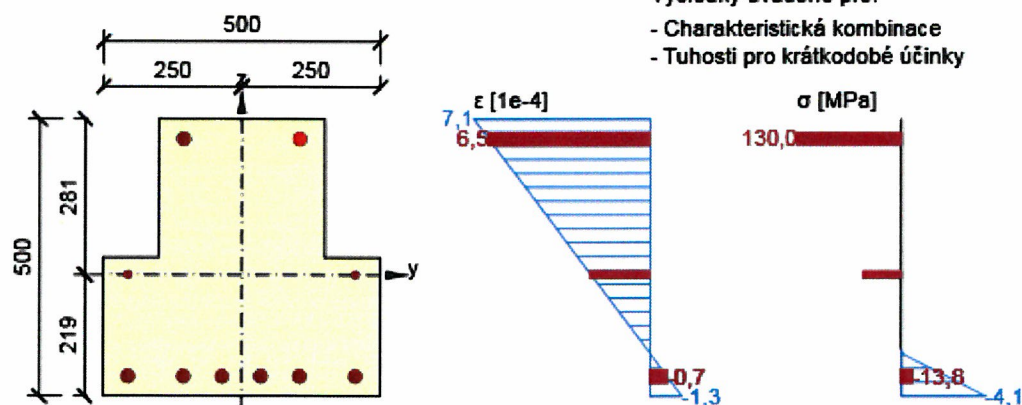 - Charakteristická kombinace
- Tuhosti pro krátkodobé účinky
500
250
250
z
ε [1e-4]
σ [MPa]
7,1
6,5
130,0
281
500
y
219
-0,7
-13,8
-1,3
-4,1